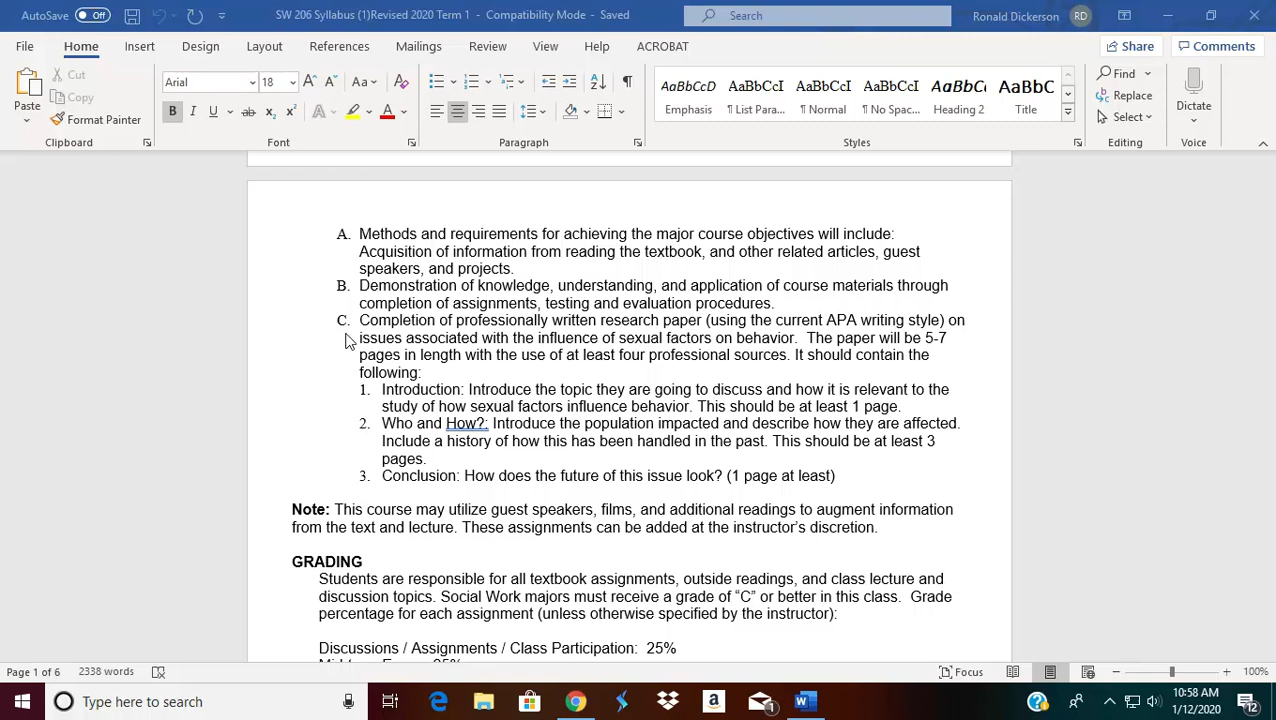 AutoSave Off SW 206 Syllabus (1)Revised 2020 Term 1 - Compatibility Mode - Saved Search Ronald Dickerson RD
File Home Insert Design Layout References Mailings Review View Help ACROBAT Share Comments
Paste Cut Copy Format Painter
Arial 18
B I U ab x₂ x² A A
AaBbCcD AaBbCcI AaBbCcI AaBbCcI AaBbCc AaBbC
Emphasis ¶ List Para... ¶ Normal ¶ No Spac... Heading 2 Title
Find
Replace
Select
Dictate
Clipboard Font Paragraph Styles Editing Voice
A. Methods and requirements for achieving the major course objectives will include:
Acquisition of information from reading the textbook, and other related articles, guest
speakers, and projects.
B. Demonstration of knowledge, understanding, and application of course materials through
completion of assignments, testing and evaluation procedures.
C. Completion of professionally written research paper (using the current APA writing style) on
issues associated with the influence of sexual factors on behavior. The paper will be 5-7
pages in length with the use of at least four professional sources. It should contain the
following:
1. Introduction: Introduce the topic they are going to discuss and how it is relevant to the
study of how sexual factors influence behavior. This should be at least 1 page.
2. Who and How?: Introduce the population impacted and describe how they are affected.
Include a history of how this has been handled in the past. This should be at least 3
pages.
3. Conclusion: How does the future of this issue look? (1 page at least)
Note: This course may utilize guest speakers, films, and additional readings to augment information
from the text and lecture. These assignments can be added at the instructor's discretion.
GRADING
Students are responsible for all textbook assignments, outside readings, and class lecture and
discussion topics. Social Work majors must receive a grade of “C” or better in this class. Grade
percentage for each assignment (unless otherwise specified by the instructor):
Discussions / Assignments / Class Participation: 25%
Page 1 of 6 2338 words Focus 100%
Type here to search 10:58 AM
1/12/2020 12